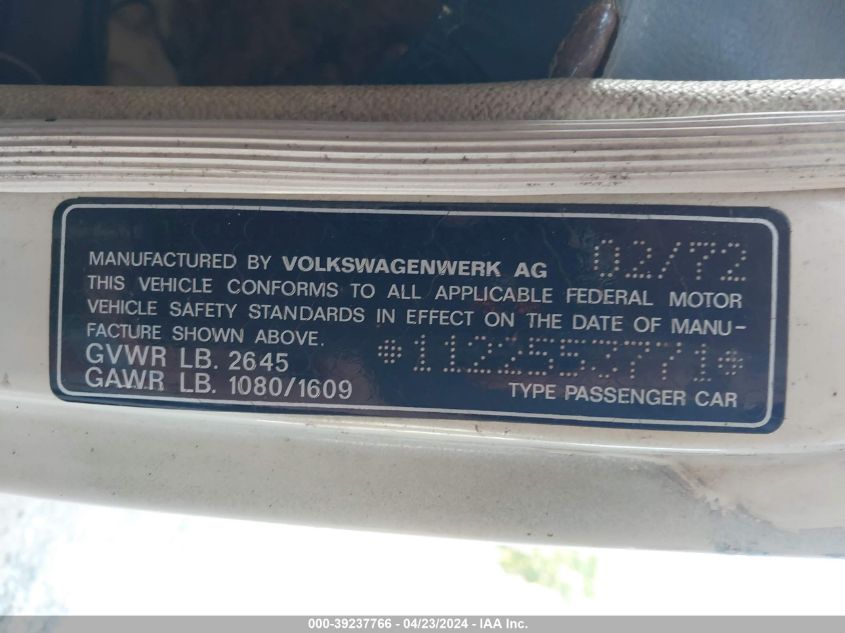 MANUFACTURED BY VOLKSWAGENWERK AG 02/72
THIS VEHICLE CONFORMS TO ALL APPLICABLE FEDERAL MOTOR
VEHICLE SAFETY STANDARDS IN EFFECT ON THE DATE OF MANU-
FACTURE SHOWN ABOVE.
*1122553771*
GVWR LB. 2645
GAWR LB. 1080/1609
TYPE PASSENGER CAR
000-39237766 - 04/23/2024 - IAA Inc.